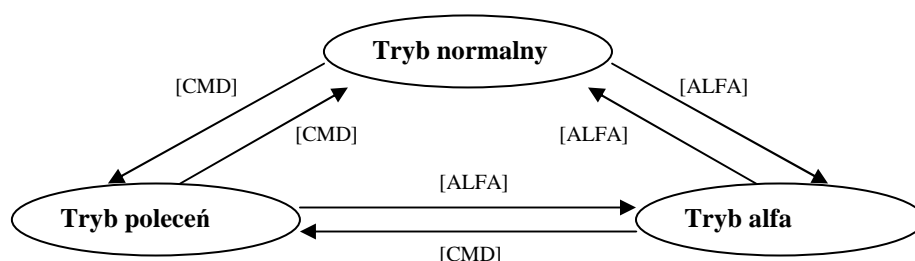 Tryb normalny
[CMD]
[ALFA]
[CMD]
[ALFA]
[ALFA]
Tryb poleceń
Tryb alfa
[CMD]